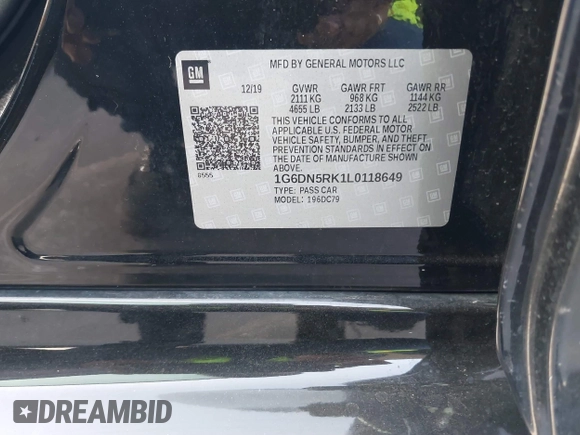 GM
MFD BY GENERAL MOTORS LLC
12/19 GVWR GAWR FRT GAWR RR
2111 KG 968 KG 1144 KG
4655 LB 2133 LB 2522 LB
THIS VEHICLE CONFORMS TO ALL
APPLICABLE U.S. FEDERAL MOTOR
VEHICLE SAFETY, BUMPER, AND THEFT
PREVENTION STANDARDS IN EFFECT ON
THE DATE OF MANUFACTURE SHOWN
ABOVE.
8555
1G6DN5RK1L0118649
TYPE: PASS CAR
MODEL: 196DC79
DREAMBID